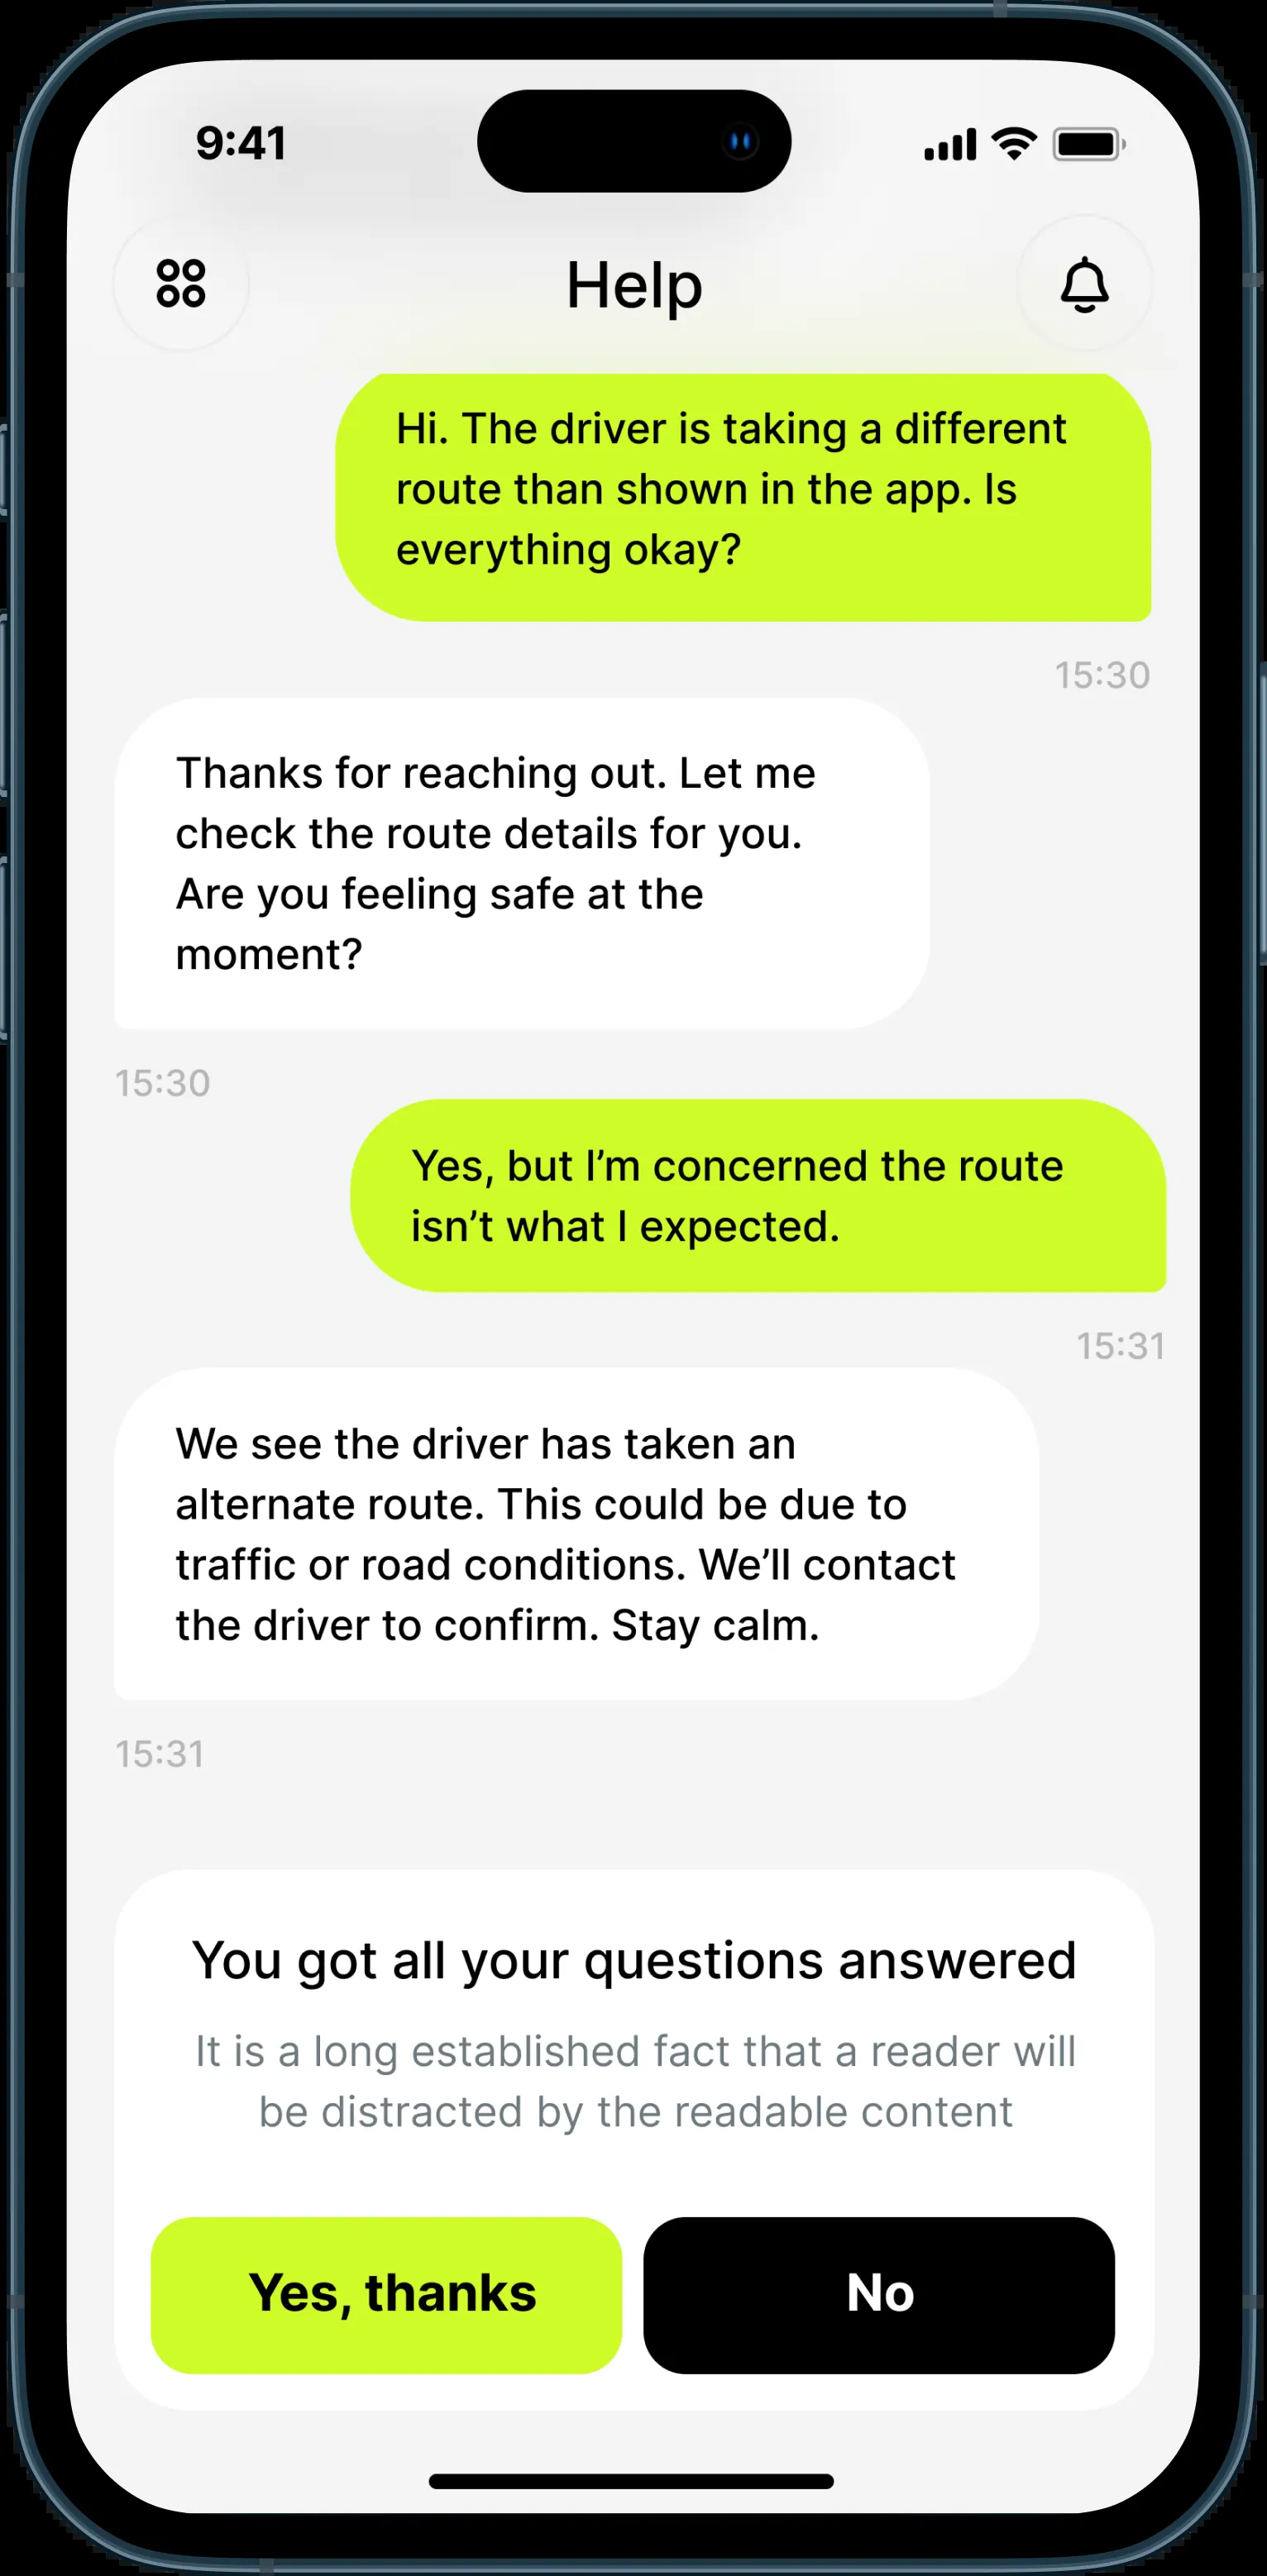 9:41
Help
Hi. The driver is taking a different
route than shown in the app. Is
everything okay?
15:30
Thanks for reaching out. Let me
check the route details for you.
Are you feeling safe at the
moment?
15:30
Yes, but I’m concerned the route
isn’t what I expected.
15:31
We see the driver has taken an
alternate route. This could be due to
traffic or road conditions. We’ll contact
the driver to confirm. Stay calm.
15:31
You got all your questions answered
It is a long established fact that a reader will
be distracted by the readable content
Yes, thanks
No